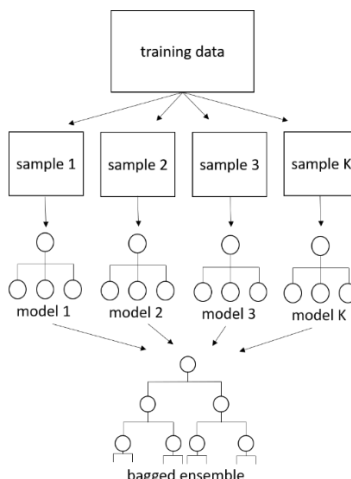 training data
sample 1
sample 2
sample 3
sample K
model 1
model 2
model 3
model K
bagged ensemble